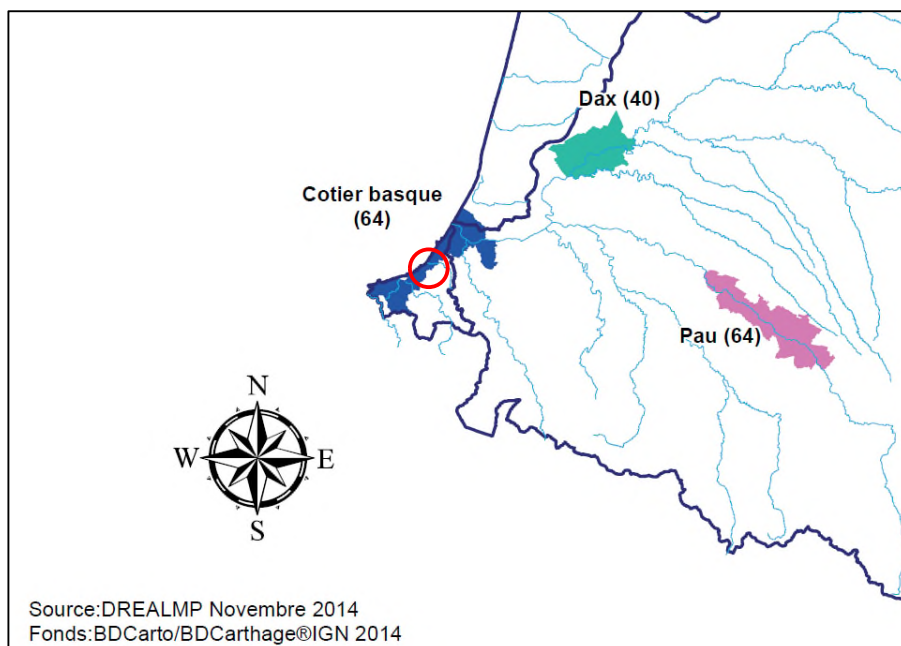 Dax (40)
Cotier basque
(64)
Pau (64)
N
W E
S
Source:DREALMP Novembre 2014
Fonds:BDCarto/BDCarthage®IGN 2014